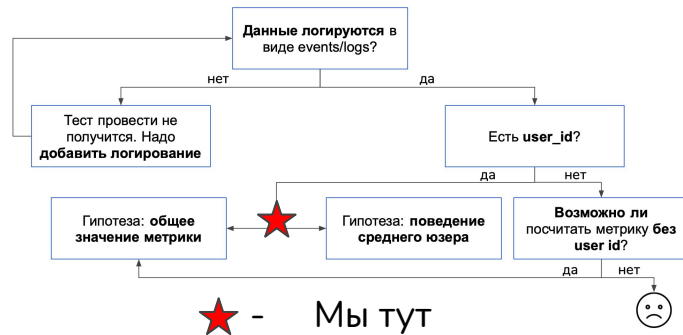 Данные логируются в
виде events/logs?
нет
да
Тест провести не
получится. Надо
добавить логирование
Есть user_id?
да
нет
Гипотеза: общее
значение метрики
Гипотеза: поведение
среднего юзера
Возможно ли
посчитать метрику без
user id?
да
нет
- Мы тут